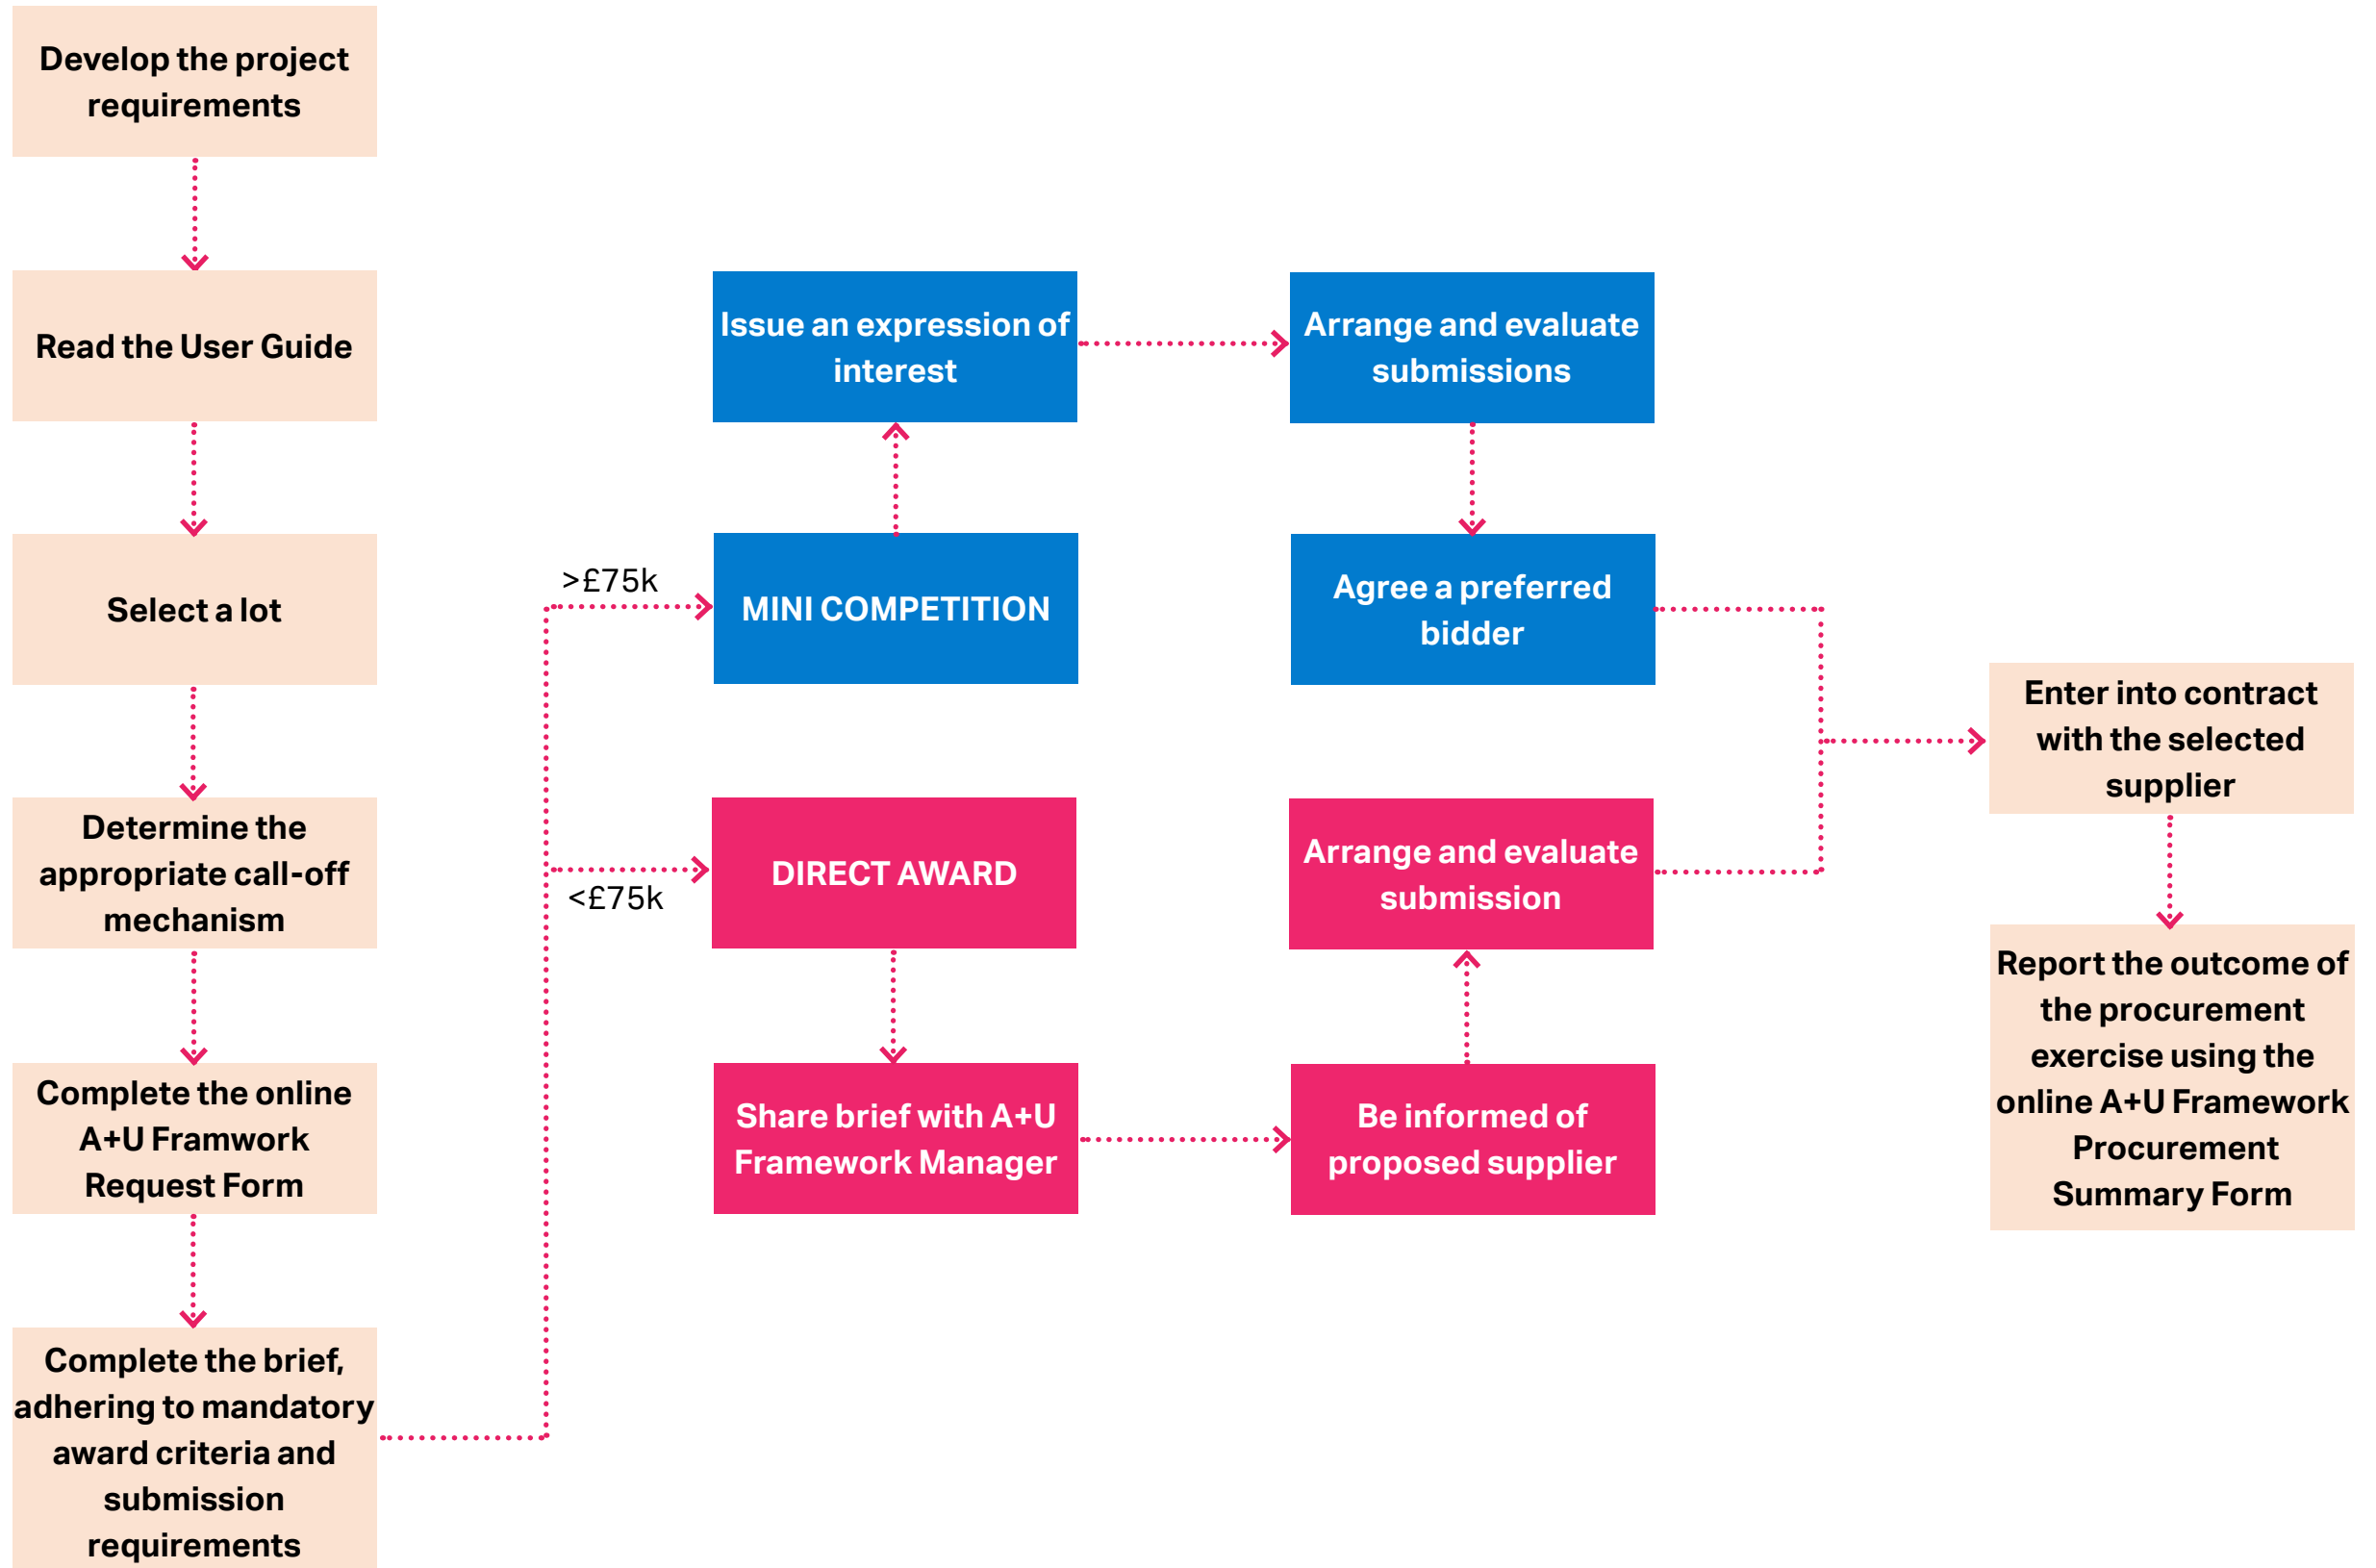 Develop the project
requirements
Read the User Guide
Select a lot
Determine the
appropriate call-off
mechanism
Complete the online
A+U Framwork
Request Form
Complete the brief,
adhering to mandatory
award criteria and
submission
requirements
>£75k
MINI COMPETITION
Issue an expression of
interest
Arrange and evaluate
submissions
Agree a preferred
bidder
<£75k
DIRECT AWARD
Share brief with A+U
Framework Manager
Be informed of
proposed supplier
Arrange and evaluate
submission
Enter into contract
with the selected
supplier
Report the outcome of
the procurement
exercise using the
online A+U Framework
Procurement
Summary Form